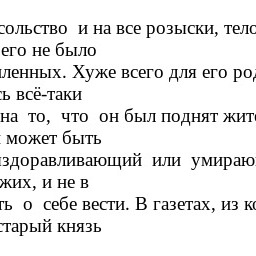 сольство и на все розыски, тело
его не было
ленных. Хуже всего для его род
ь всё-таки
на то, что он был поднят жит
может быть
здоравливающий или умираю
жих, и не в
ть о себе вести. В газетах, из ко
старый князь